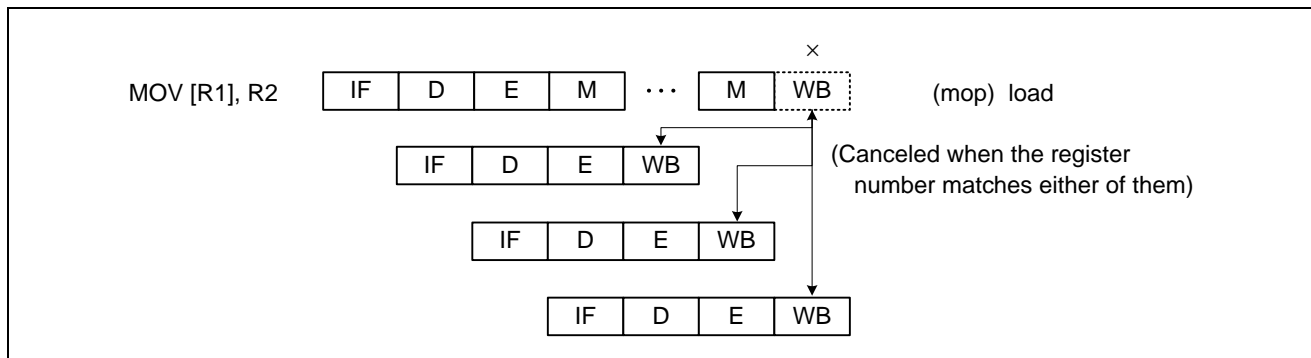 ×
MOV [R1], R2 IF D E M ··· M WB (mop) load
IF D E WB
(Canceled when the register
number matches either of them)
IF D E WB
IF D E WB